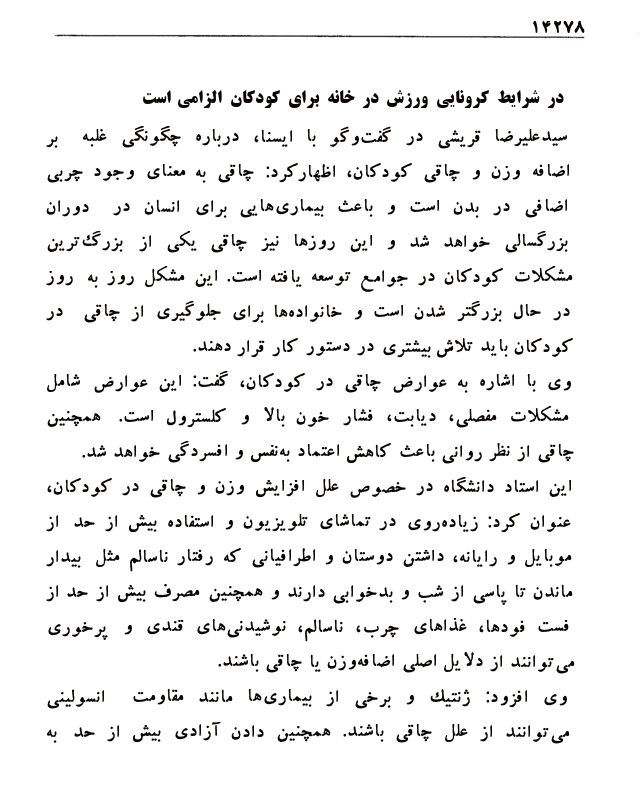 ۱۴۲۷۸
در شرایط کرونایی ورزش در خانه برای کودکان الزامی است
سیدعلیرضا قریشی در گفت‌وگو با ایسنا، درباره چگونگی غلبه بر
اضافه وزن و چاقی کودکان، اظهارکرد: چاقی به معنای وجود چربی
اضافی در بدن است و باعث بیماری‌هایی برای انسان در دوران
بزرگسالی خواهد شد و این روزها نیز چاقی یکی از بزرگ‌ترین
مشکلات کودکان در جوامع توسعه یافته است. این مشکل روز به روز
در حال بزرگتر شدن است و خانواده‌ها برای جلوگیری از چاقی در
کودکان باید تلاش بیشتری در دستور کار قرار دهند.
وی با اشاره به عوارض چاقی در کودکان، گفت: این عوارض شامل
مشکلات مفصلی، دیابت، فشار خون بالا و کلسترول است. همچنین
چاقی از نظر روانی باعث کاهش اعتماد به‌نفس و افسردگی خواهد شد.
این استاد دانشگاه در خصوص علل افزایش وزن و چاقی در کودکان،
عنوان کرد: زیاده‌روی در تماشای تلویزیون و استفاده بیش از حد از
موبایل و رایانه، داشتن دوستان و اطرافیانی که رفتار ناسالم مثل بیدار
ماندن تا پاسی از شب و بدخوابی دارند و همچنین مصرف بیش از حد از
فست فودها، غذاهای چرب، ناسالم، نوشیدنی‌های قندی و پرخوری
می‌توانند از دلایل اصلی اضافه‌وزن یا چاقی باشند.
وی افزود: ژنتیک و برخی از بیماری‌ها مانند مقاومت انسولینی
می‌توانند از علل چاقی باشند. همچنین دادن آزادی بیش از حد به